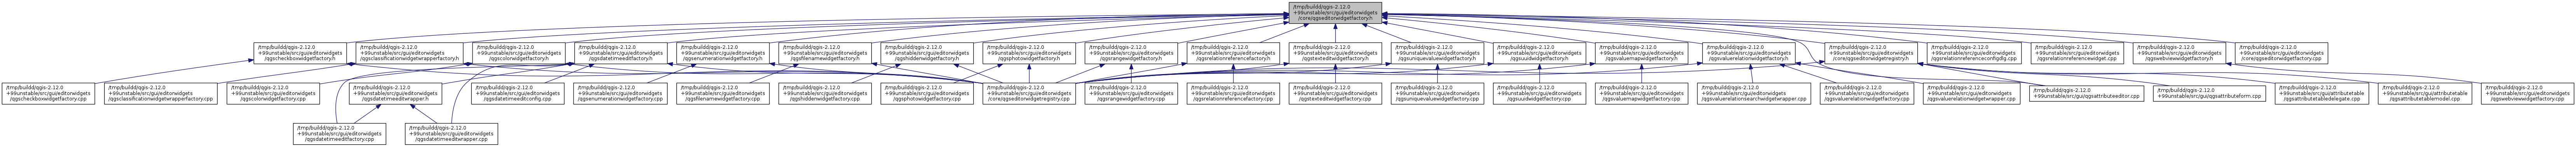 /tmp/buildd/qgis-2.12.0
+99unstable/src/gui/editorwidgets
/core/qgseditorwidgetfactory.h
/tmp/buildd/qgis-2.12.0
+99unstable/src/gui/editorwidgets
/qgscheckboxwidgetfactory.h
/tmp/buildd/qgis-2.12.0
+99unstable/src/gui/editorwidgets
/qgsclassificationwidgetwrapperfactory.h
/tmp/buildd/qgis-2.12.0
+99unstable/src/gui/editorwidgets
/qgscolorwidgetfactory.h
/tmp/buildd/qgis-2.12.0
+99unstable/src/gui/editorwidgets
/qgsdatetimeeditfactory.h
/tmp/buildd/qgis-2.12.0
+99unstable/src/gui/editorwidgets
/qgsenumerationwidgetfactory.h
/tmp/buildd/qgis-2.12.0
+99unstable/src/gui/editorwidgets
/qgsfilenamewidgetfactory.h
/tmp/buildd/qgis-2.12.0
+99unstable/src/gui/editorwidgets
/qgshiddenwidgetfactory.h
/tmp/buildd/qgis-2.12.0
+99unstable/src/gui/editorwidgets
/qgsphotowidgetfactory.h
/tmp/buildd/qgis-2.12.0
+99unstable/src/gui/editorwidgets
/qgsrangewidgetfactory.h
/tmp/buildd/qgis-2.12.0
+99unstable/src/gui/editorwidgets
/qgsrelationreferencefactory.h
/tmp/buildd/qgis-2.12.0
+99unstable/src/gui/editorwidgets
/qgstexteditwidgetfactory.h
/tmp/buildd/qgis-2.12.0
+99unstable/src/gui/editorwidgets
/qgsuniquevaluewidgetfactory.h
/tmp/buildd/qgis-2.12.0
+99unstable/src/gui/editorwidgets
/qgsuuidwidgetfactory.h
/tmp/buildd/qgis-2.12.0
+99unstable/src/gui/editorwidgets
/qgsvaluemapwidgetfactory.h
/tmp/buildd/qgis-2.12.0
+99unstable/src/gui/editorwidgets
/qgsvaluerelationwidgetfactory.h
/tmp/buildd/qgis-2.12.0
+99unstable/src/gui/editorwidgets
/core/qgseditorwidgetregistry.h
/tmp/buildd/qgis-2.12.0
+99unstable/src/gui/editorwidgets
/qgsrelationreferenceconfigdlg.cpp
/tmp/buildd/qgis-2.12.0
+99unstable/src/gui/editorwidgets
/qgsrelationreferencewidget.cpp
/tmp/buildd/qgis-2.12.0
+99unstable/src/gui/editorwidgets
/qgswebviewwidgetfactory.h
/tmp/buildd/qgis-2.12.0
+99unstable/src/gui/editorwidgets
/core/qgseditorwidgetfactory.cpp
/tmp/buildd/qgis-2.12.0
+99unstable/src/gui/editorwidgets
/qgscheckboxwidgetfactory.cpp
/tmp/buildd/qgis-2.12.0
+99unstable/src/gui/editorwidgets
/qgsclassificationwidgetwrapperfactory.cpp
/tmp/buildd/qgis-2.12.0
+99unstable/src/gui/editorwidgets
/qgscolorwidgetfactory.cpp
/tmp/buildd/qgis-2.12.0
+99unstable/src/gui/editorwidgets
/qgsdatetimeeditwrapper.h
/tmp/buildd/qgis-2.12.0
+99unstable/src/gui/editorwidgets
/qgsdatetimeeditconfig.cpp
/tmp/buildd/qgis-2.12.0
+99unstable/src/gui/editorwidgets
/qgsenumerationwidgetfactory.cpp
/tmp/buildd/qgis-2.12.0
+99unstable/src/gui/editorwidgets
/qgsfilenamewidgetfactory.cpp
/tmp/buildd/qgis-2.12.0
+99unstable/src/gui/editorwidgets
/qgshiddenwidgetfactory.cpp
/tmp/buildd/qgis-2.12.0
+99unstable/src/gui/editorwidgets
/qgsphotowidgetfactory.cpp
/tmp/buildd/qgis-2.12.0
+99unstable/src/gui/editorwidgets
/core/qgseditorwidgetregistry.cpp
/tmp/buildd/qgis-2.12.0
+99unstable/src/gui/editorwidgets
/qgsrangewidgetfactory.cpp
/tmp/buildd/qgis-2.12.0
+99unstable/src/gui/editorwidgets
/qgsrelationreferencefactory.cpp
/tmp/buildd/qgis-2.12.0
+99unstable/src/gui/editorwidgets
/qgstexteditwidgetfactory.cpp
/tmp/buildd/qgis-2.12.0
+99unstable/src/gui/editorwidgets
/qgsuniquevaluewidgetfactory.cpp
/tmp/buildd/qgis-2.12.0
+99unstable/src/gui/editorwidgets
/qgsuuidwidgetfactory.cpp
/tmp/buildd/qgis-2.12.0
+99unstable/src/gui/editorwidgets
/qgsvaluemapwidgetfactory.cpp
/tmp/buildd/qgis-2.12.0
+99unstable/src/gui/editorwidgets
/qgsvaluerelationsearchwidgetwrapper.cpp
/tmp/buildd/qgis-2.12.0
+99unstable/src/gui/editorwidgets
/qgsvaluerelationwidgetfactory.cpp
/tmp/buildd/qgis-2.12.0
+99unstable/src/gui/editorwidgets
/qgsvaluerelationwidgetwrapper.cpp
/tmp/buildd/qgis-2.12.0
+99unstable/src/gui/qgsattributeeditor.cpp
/tmp/buildd/qgis-2.12.0
+99unstable/src/gui/qgsattributeform.cpp
/tmp/buildd/qgis-2.12.0
+99unstable/src/gui/attributetable
/qgsattributetabledelegate.cpp
/tmp/buildd/qgis-2.12.0
+99unstable/src/gui/attributetable
/qgsattributetablemodel.cpp
/tmp/buildd/qgis-2.12.0
+99unstable/src/gui/editorwidgets
/qgswebviewwidgetfactory.cpp
/tmp/buildd/qgis-2.12.0
+99unstable/src/gui/editorwidgets
/qgsdatetimeeditfactory.cpp
/tmp/buildd/qgis-2.12.0
+99unstable/src/gui/editorwidgets
/qgsdatetimeeditwrapper.cpp